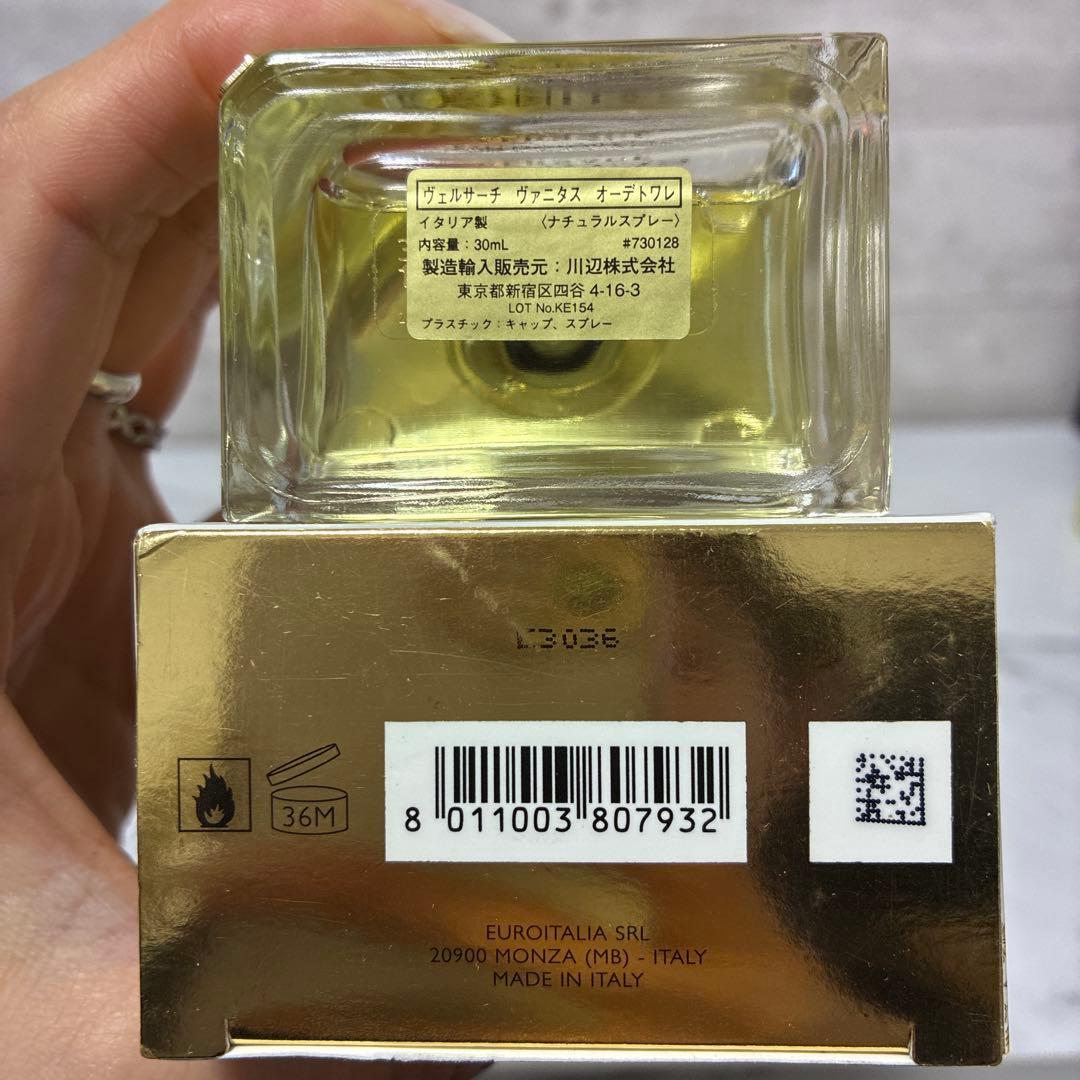 ヴェルサーチ ヴァニタス オーデトワレ
イタリア製 〈ナチュラルスプレー〉
内容量：30mL #730128
製造輸入販売元：川辺株式会社
東京都新宿区四谷 4-16-3
LOT No.KE154
プラスチック：キャップ、スプレー
36M
8 011003 807932
EUROITALIA SRL
20900 MONZA (MB) - ITALY
MADE IN ITALY